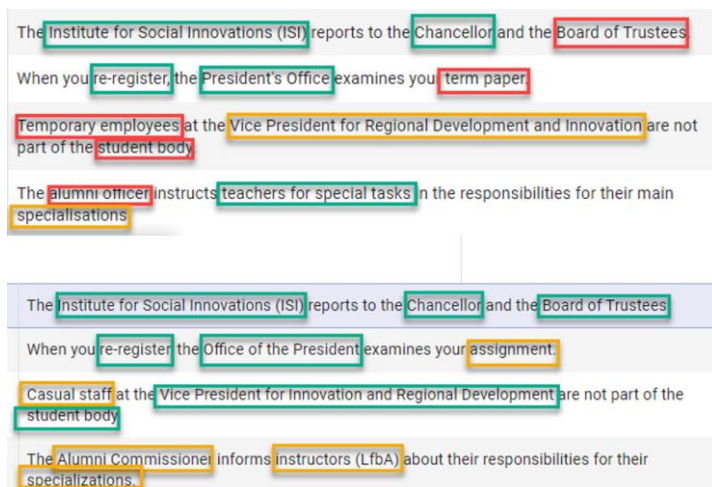 The Institute for Social Innovations (ISI) reports to the Chancellor and the Board of Trustees.
When you re-register, the President's Office examines your term paper.
Temporary employees at the Vice President for Regional Development and Innovation are not
part of the student body
The alumni officer instructs teachers for special tasks in the responsibilities for their main
specialisations
The Institute for Social Innovations (ISI) reports to the Chancellor and the Board of Trustees
When you re-register the Office of the President examines your assignment.
Casual staff at the Vice President for Innovation and Regional Development are not part of the
student body
The Alumni Commissioner informs instructors (LfbA) about their responsibilities for their
specializations.